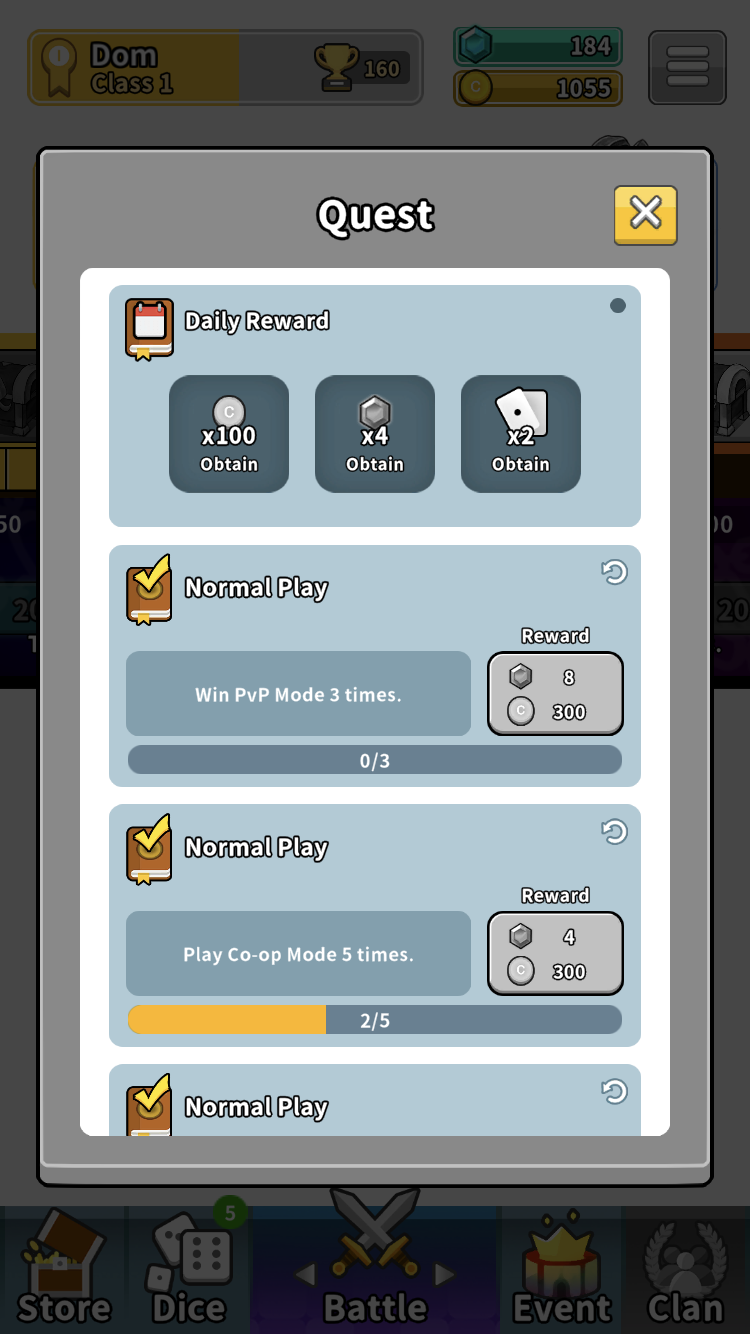 Dom
Class 1
160
184
1055
Quest
Daily Reward
x100
Obtain
x4
Obtain
x2
Obtain
Normal Play
Reward
Win PvP Mode 3 times.
8
300
0/3
Normal Play
Reward
Play Co-op Mode 5 times.
4
300
2/5
Normal Play
5
Store
Dice
Battle
Event
Clan